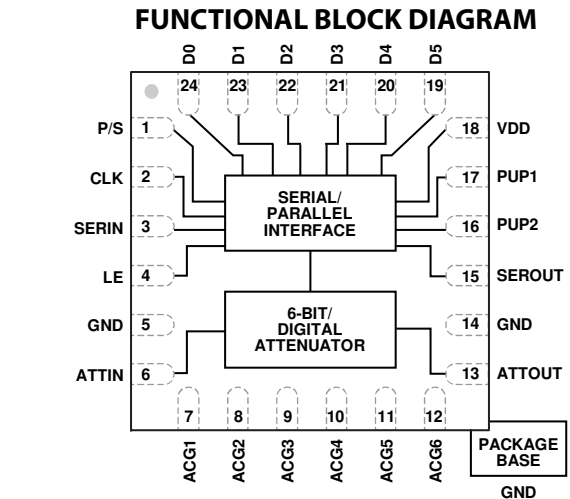 FUNCTIONAL BLOCK DIAGRAM
D0 D1 D2 D3 D4 D5
24 23 22 21 20 19
P/S 1
CLK 2
SERIN 3
LE 4
GND 5
ATTIN 6
18 VDD
17 PUP1
16 PUP2
15 SEROUT
14 GND
13 ATTOUT
SERIAL/
PARALLEL
INTERFACE
6-BIT/
DIGITAL
ATTENUATOR
7 8 9 10 11 12
ACG1 ACG2 ACG3 ACG4 ACG5 ACG6
PACKAGE
BASE
GND